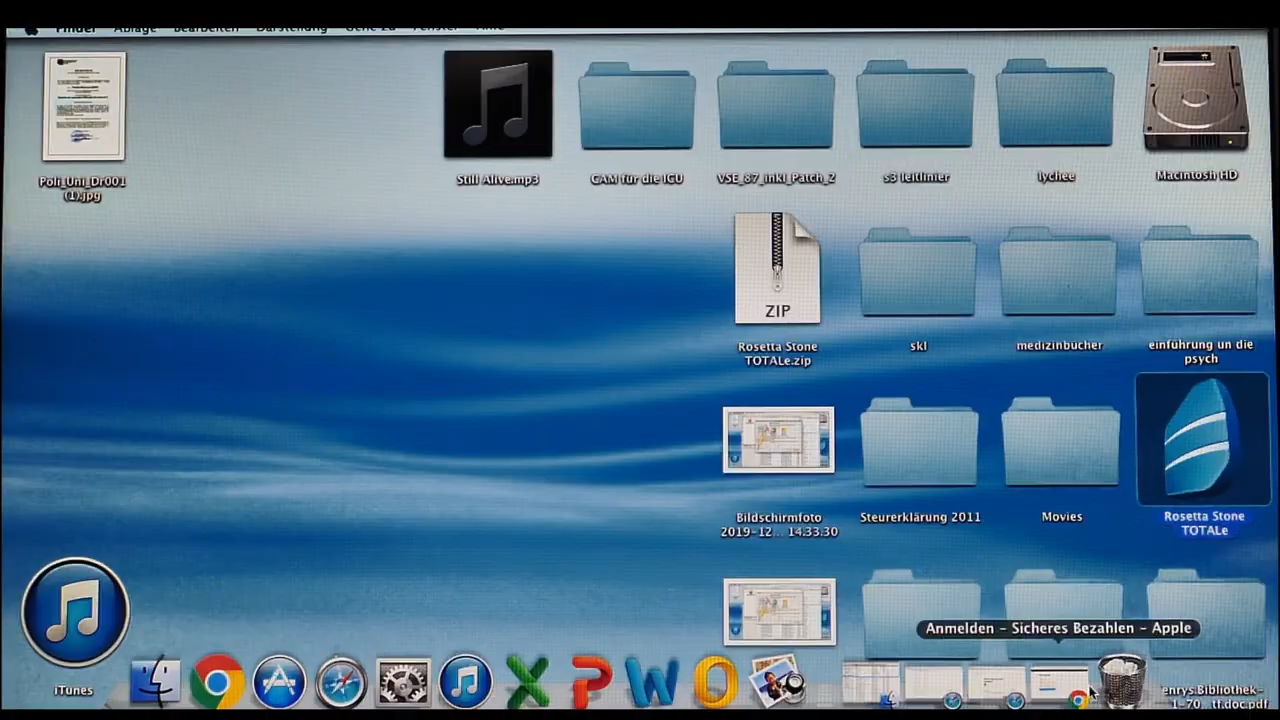 Finder Ablage Bearbeiten Darstellung Gehe zu Fenster Hilfe
Poli_Uni_Dr001
(1).jpg
Still Alive.mp3
CAM für die ICU
VSE_87_inkl_Patch_2
s3 leitlinier
lychee
Macintosh HD
ZIP
Rosetta Stone
TOTALe.zip
skl
medizinbücher
einführung un die
psych
Bildschirmfoto
2019-12... 14.33.30
Steurerklärung 2011
Movies
Rosetta Stone
TOTALe
Anmelden – Sicheres Bezahlen – Apple
iTunes
enrys.Bibliothek-
1-70...tf.doc.pdf